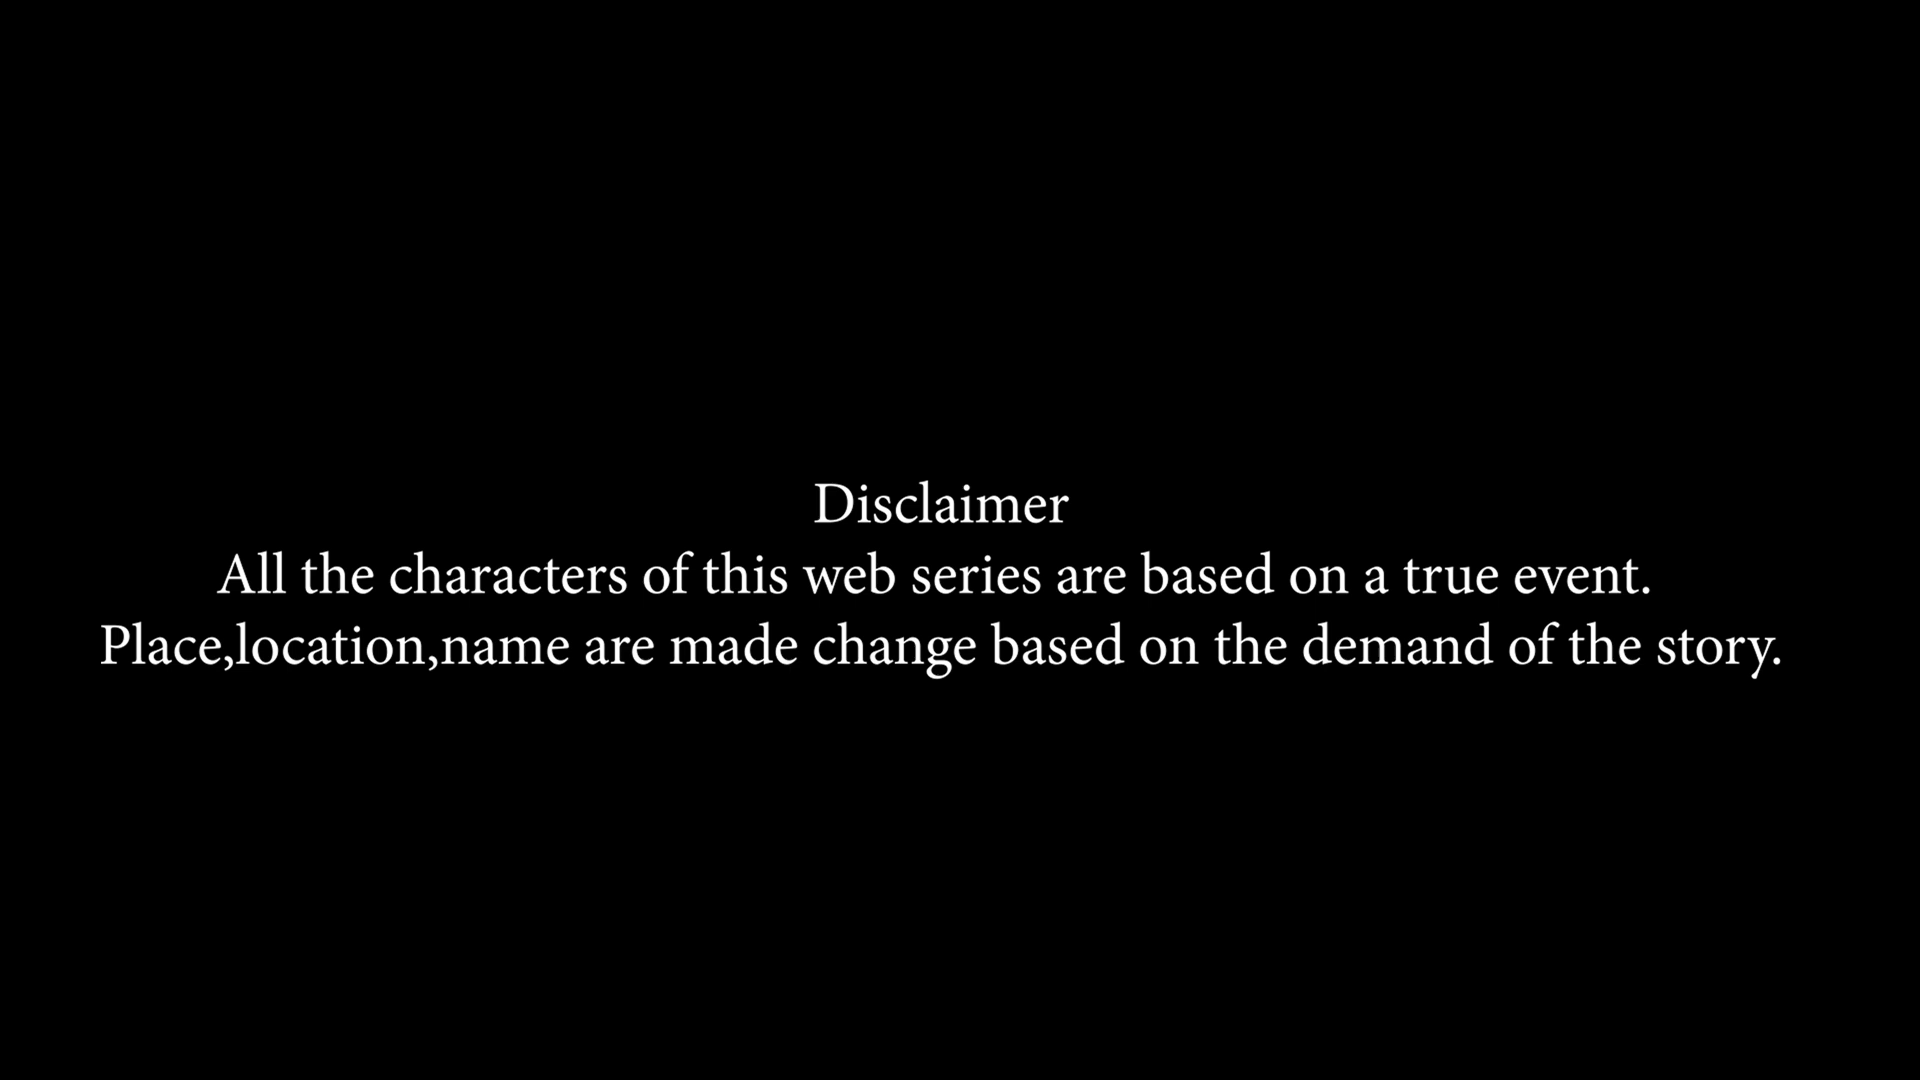 Disclaimer
All the characters of this web series are based on a true event.
Place,location,name are made change based on the demand of the story.